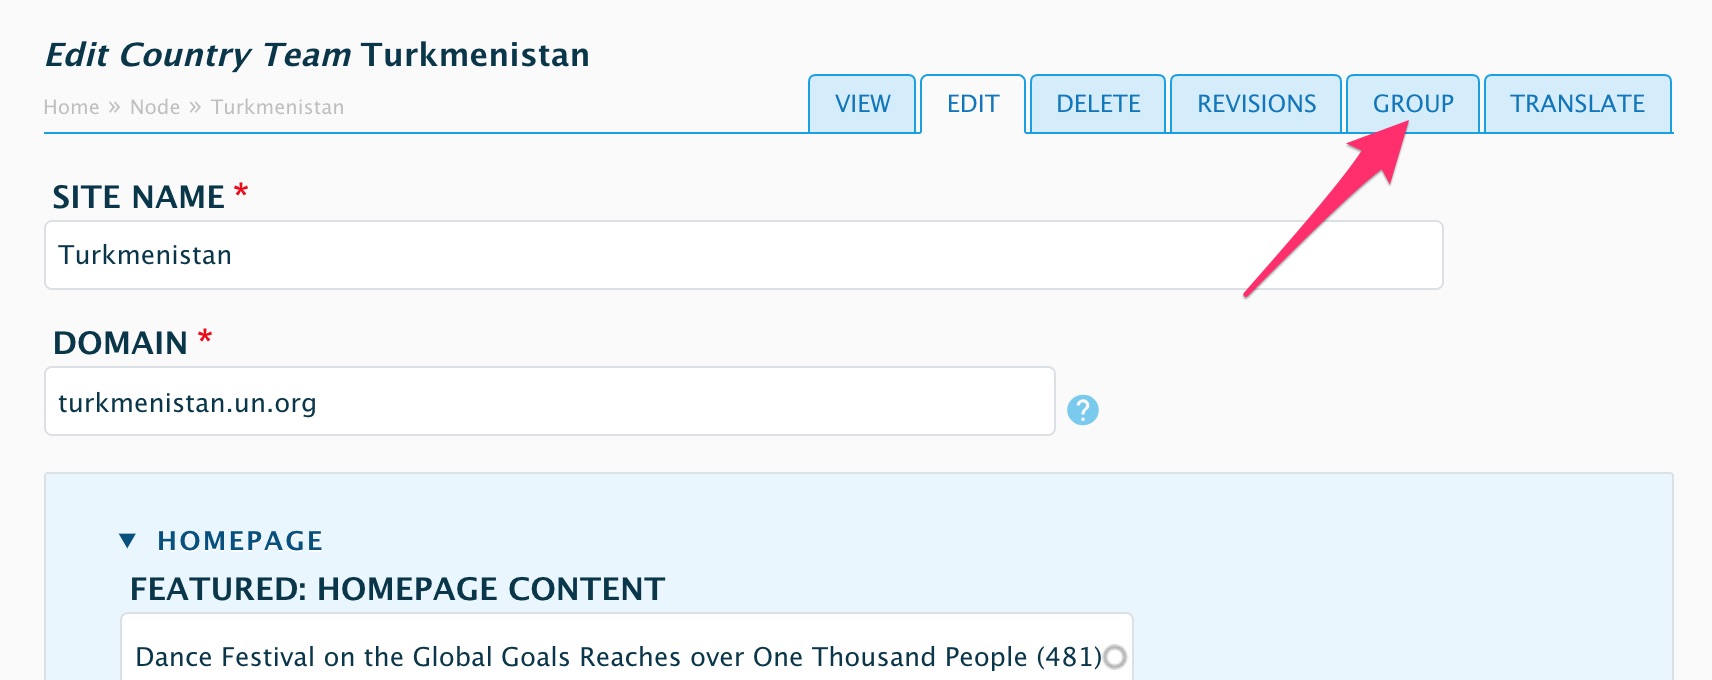 Edit Country Team Turkmenistan
Home » Node » Turkmenistan
VIEW EDIT DELETE REVISIONS GROUP TRANSLATE
SITE NAME *
Turkmenistan
DOMAIN *
turkmenistan.un.org
?
▼ HOMEPAGE
FEATURED: HOMEPAGE CONTENT
Dance Festival on the Global Goals Reaches over One Thousand People (481)